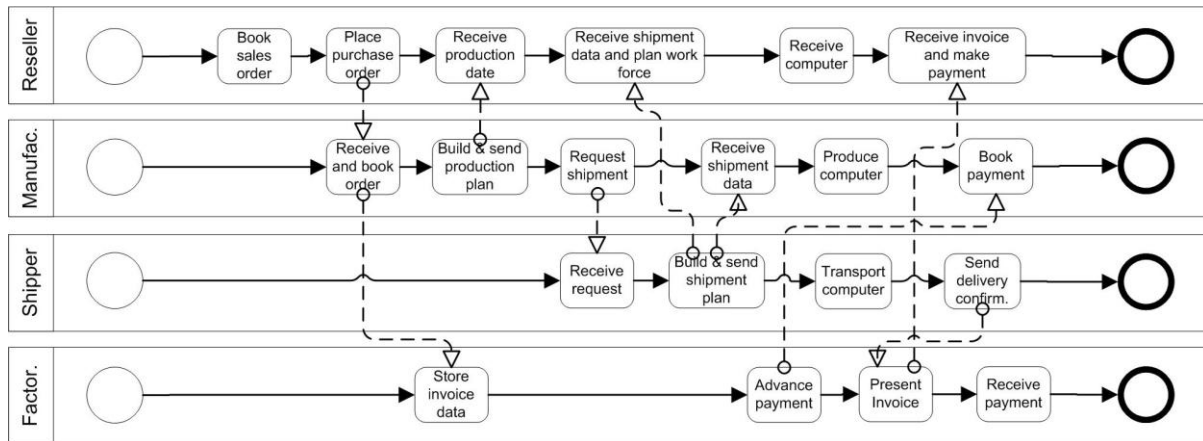 Reseller
Book
sales
order
Place
purchase
order
Receive
production
date
Receive shipment
data and plan work
force
Receive
computer
Receive invoice
and make
payment
Manufac.
Receive
and book
order
Build & send
production
plan
Request
shipment
Receive
shipment
data
Produce
computer
Book
payment
Shipper
Receive
request
Build & send
shipment
plan
Transport
computer
Send
delivery
confirm.
Factor.
Store
invoice
data
Advance
payment
Present
Invoice
Receive
payment